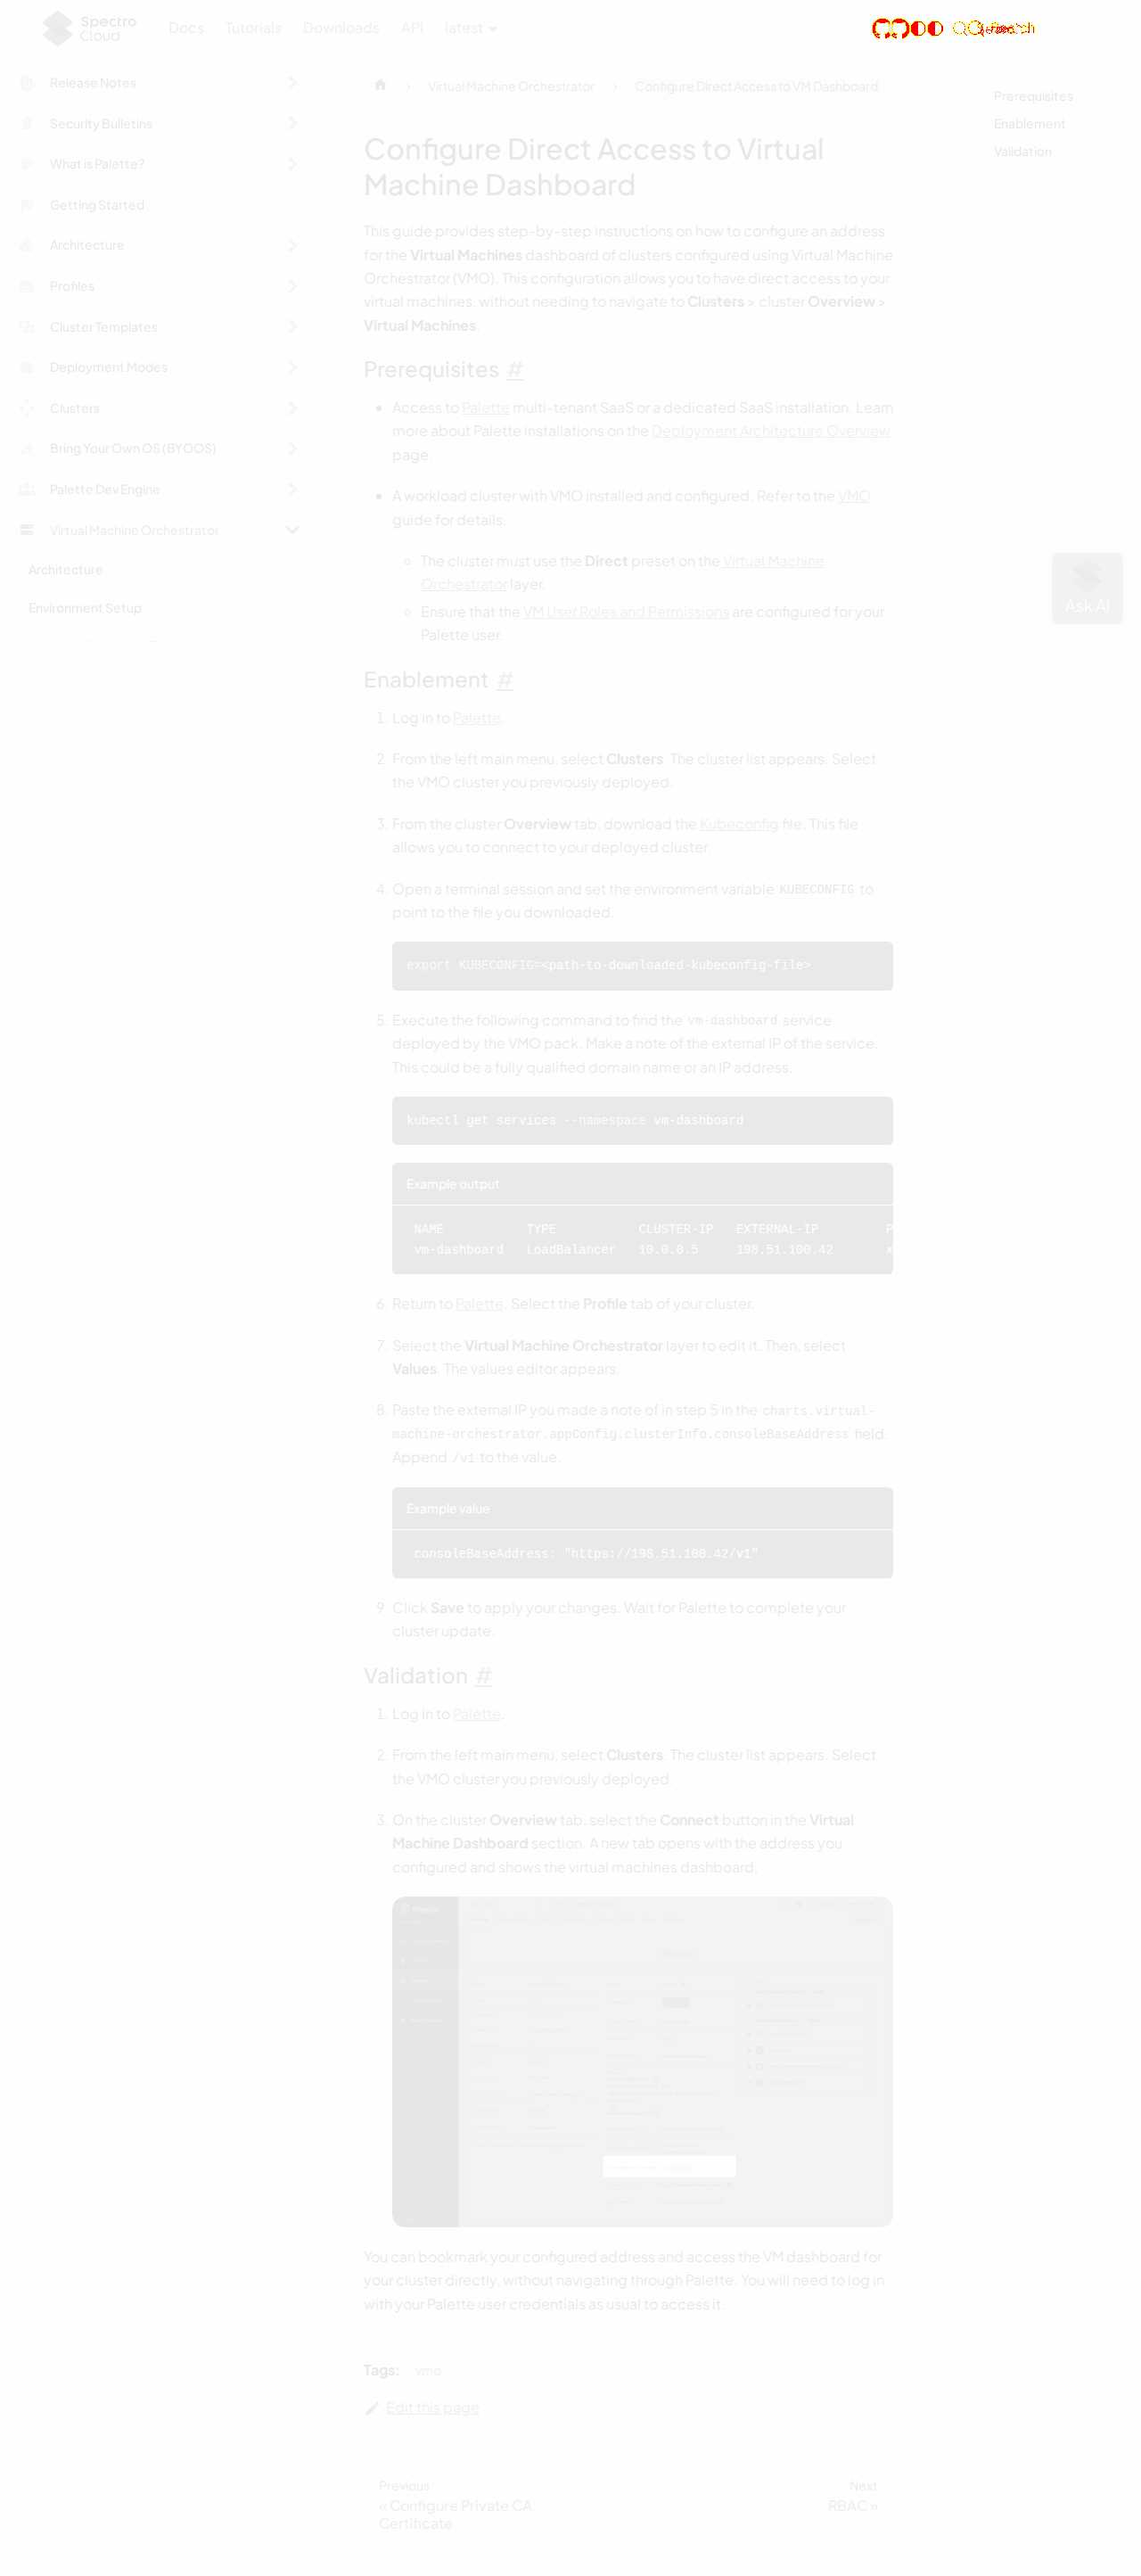 Spectro
Cloud
Docs Tutorials Downloads API latest
Search
Release Notes
Security Bulletins
What is Palette?
Getting Started
Architecture
Profiles
Cluster Templates
Deployment Modes
Clusters
Bring Your Own OS (BYOOS)
Palette Dev Engine
Virtual Machine Orchestrator
Architecture
Environment Setup
Virtual Machine Orchestrator Configure Direct Access to VM Dashboard
Configure Direct Access to Virtual
Machine Dashboard
This guide provides step-by-step instructions on how to configure an address
for the Virtual Machines dashboard of clusters configured using Virtual Machine
Orchestrator (VMO). This configuration allows you to have direct access to your
virtual machines, without needing to navigate to Clusters > cluster Overview >
Virtual Machines.
Prerequisites #
• Access to Palette multi-tenant SaaS or a dedicated SaaS installation. Learn
more about Palette installations on the Deployment Architecture Overview
page.
• A workload cluster with VMO installed and configured. Refer to the VMO
guide for details.
◦ The cluster must use the Direct preset on the Virtual Machine
Orchestrator layer.
◦ Ensure that the VM User Roles and Permissions are configured for your
Palette user.
Enablement #
1. Log in to Palette.
2. From the left main menu, select Clusters. The cluster list appears. Select
the VMO cluster you previously deployed.
3. From the cluster Overview tab, download the Kubeconfig file. This file
allows you to connect to your deployed cluster.
4. Open a terminal session and set the environment variable KUBECONFIG to
point to the file you downloaded.
export KUBECONFIG=<path-to-downloaded-kubeconfig-file>
5. Execute the following command to find the vm-dashboard service
deployed by the VMO pack. Make a note of the external IP of the service.
This could be a fully qualified domain name or an IP address.
kubectl get services --namespace vm-dashboard
Example output
NAME TYPE CLUSTER-IP EXTERNAL-IP P
vm-dashboard LoadBalancer 10.0.0.5 198.51.100.42 x
6. Return to Palette. Select the Profile tab of your cluster.
7. Select the Virtual Machine Orchestrator layer to edit it. Then, select
Values. The values editor appears.
8. Paste the external IP you made a note of in step 5 in the charts.virtual-
machine-orchestrator.appConfig.clusterInfo.consoleBaseAddress field.
Append /v1 to the value.
Example value
consoleBaseAddress: "https://198.51.100.42/v1"
9. Click Save to apply your changes. Wait for Palette to complete your
cluster update.
Validation #
1. Log in to Palette.
2. From the left main menu, select Clusters. The cluster list appears. Select
the VMO cluster you previously deployed.
3. On the cluster Overview tab, select the Connect button in the Virtual
Machine Dashboard section. A new tab opens with the address you
configured and shows the virtual machines dashboard.
You can bookmark your configured address and access the VM dashboard for
your cluster directly, without navigating through Palette. You will need to log in
with your Palette user credentials as usual to access it.
Tags: vmo
Edit this page
Previous
« Configure Private CA
Certificate
Next
RBAC »
Prerequisites
Enablement
Validation
Ask AI